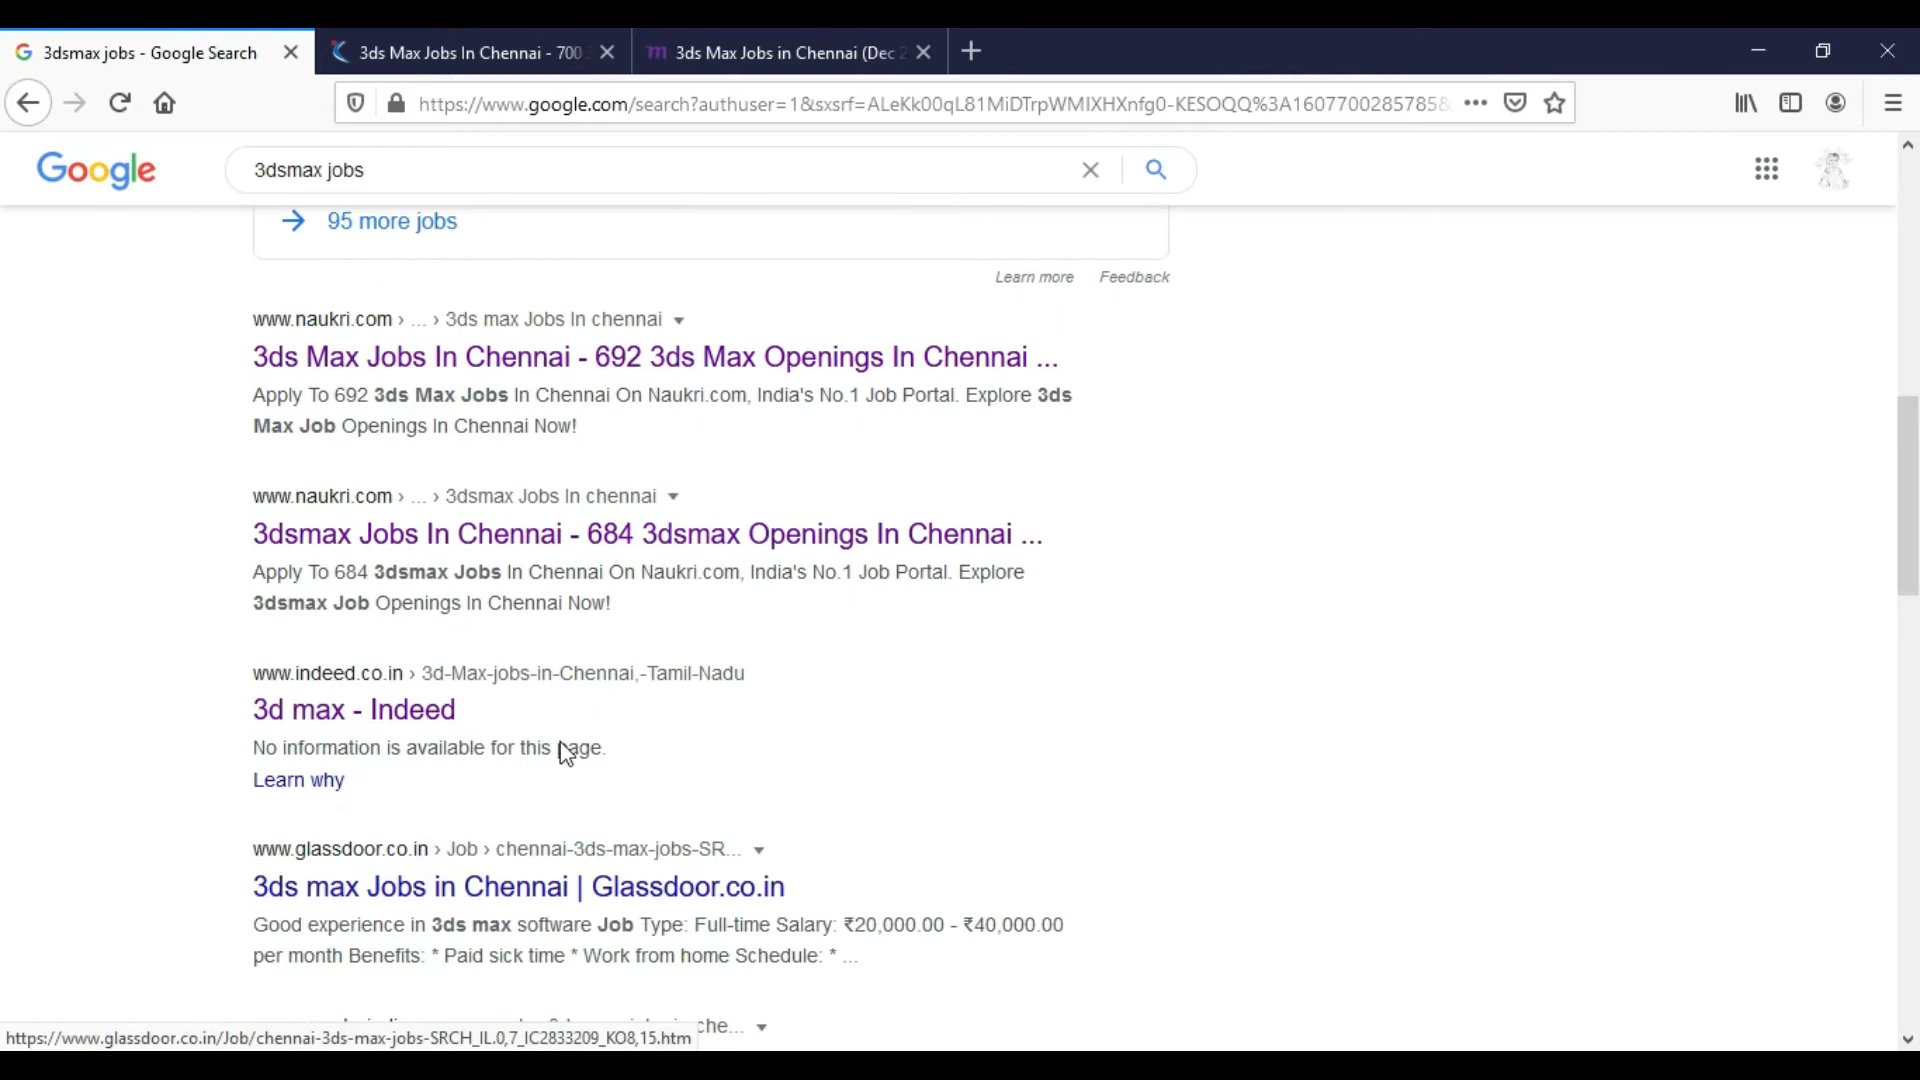 3dsmax jobs - Google Search
3ds Max Jobs In Chennai - 700
3ds Max Jobs in Chennai (Dec 2
https://www.google.com/search?authuser=1&sxsrf=ALeKk00qL81MiDTrpWMIXHXnfg0-KESOQQ%3A1607700285785&
Google
3dsmax jobs
95 more jobs
Learn more Feedback
www.naukri.com › ... › 3ds max Jobs In chennai
3ds Max Jobs In Chennai - 692 3ds Max Openings In Chennai ...
Apply To 692 3ds Max Jobs In Chennai On Naukri.com, India's No.1 Job Portal. Explore 3ds
Max Job Openings In Chennai Now!
www.naukri.com › ... › 3dsmax Jobs In chennai
3dsmax Jobs In Chennai - 684 3dsmax Openings In Chennai ...
Apply To 684 3dsmax Jobs In Chennai On Naukri.com, India's No.1 Job Portal. Explore
3dsmax Job Openings In Chennai Now!
www.indeed.co.in › 3d-Max-jobs-in-Chennai,-Tamil-Nadu
3d max - Indeed
No information is available for this page.
Learn why
www.glassdoor.co.in › Job › chennai-3ds-max-jobs-SR...
3ds max Jobs in Chennai | Glassdoor.co.in
Good experience in 3ds max software Job Type: Full-time Salary: ₹20,000.00 - ₹40,000.00
per month Benefits: * Paid sick time * Work from home Schedule: * ...
che...
https://www.glassdoor.co.in/Job/chennai-3ds-max-jobs-SRCH_IL.0,7_IC2833209_KO8,15.htm